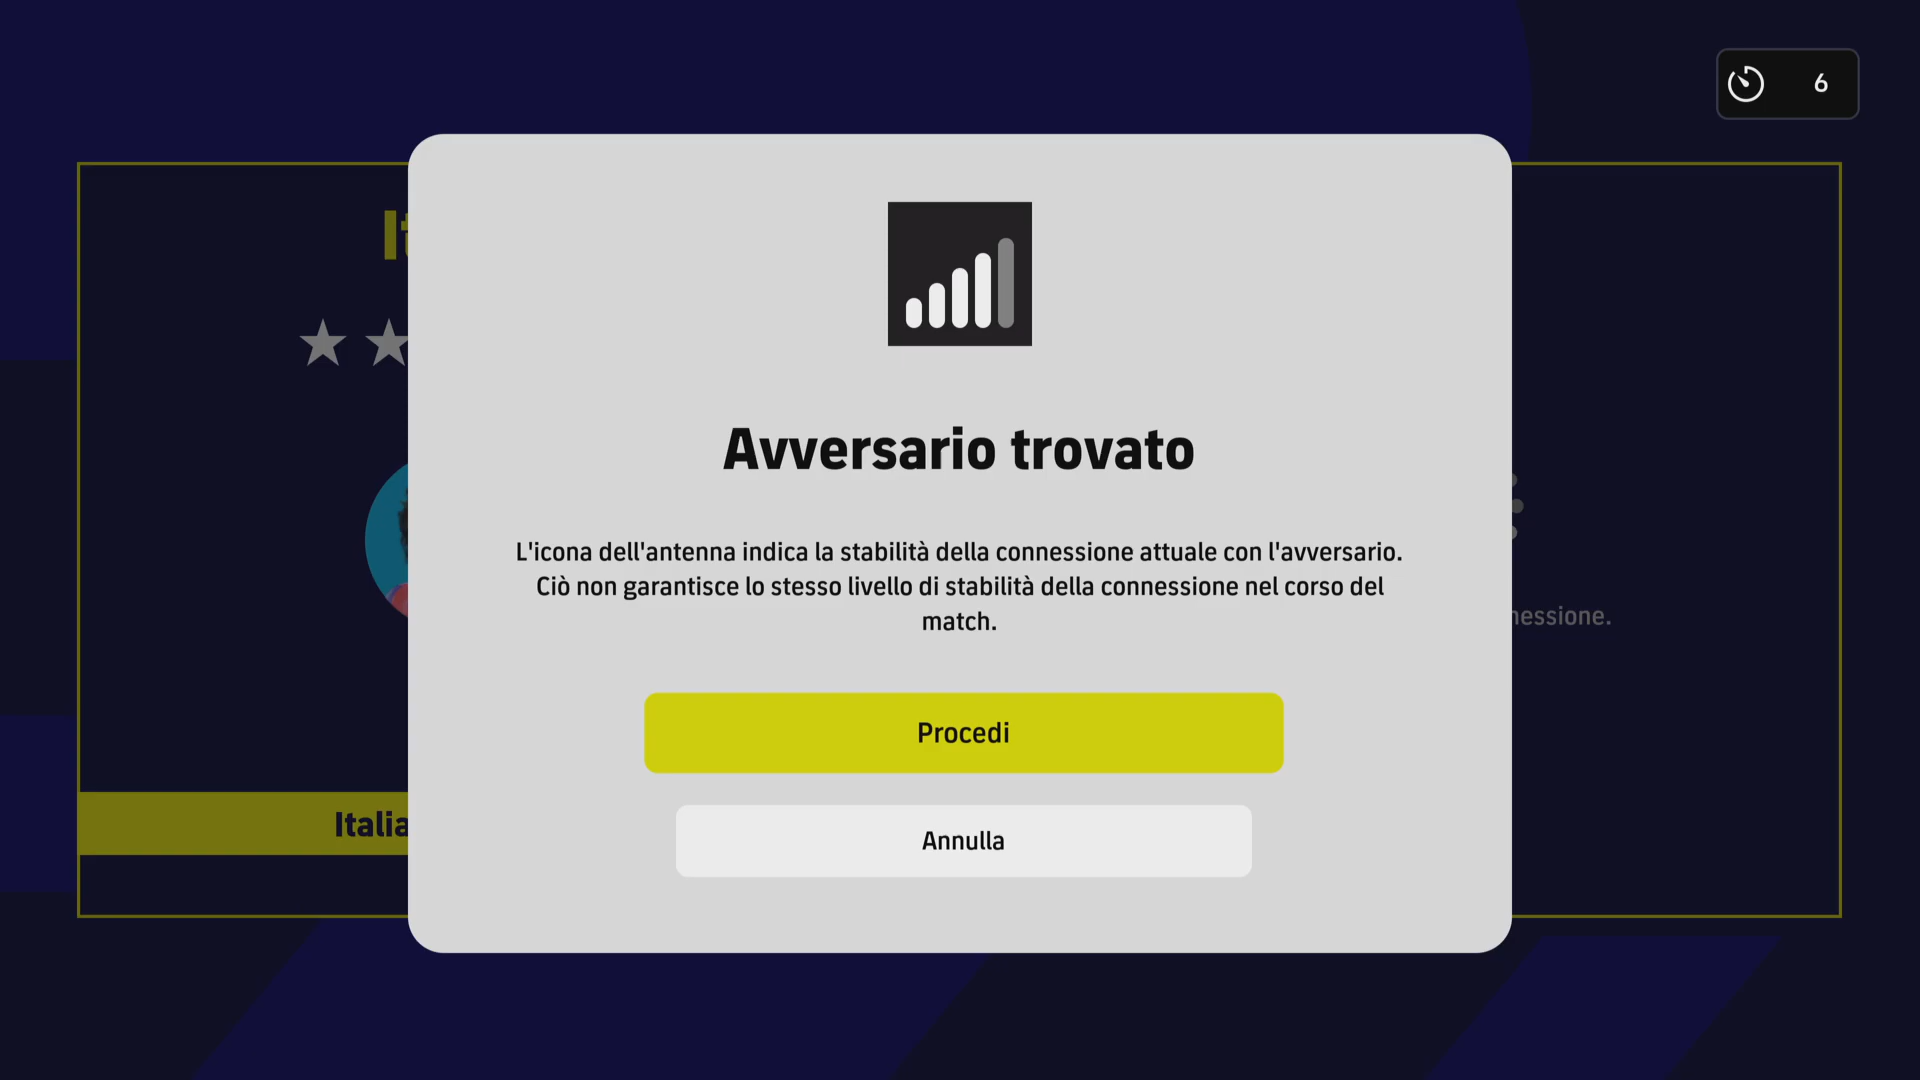 6
Avversario trovato
L'icona dell'antenna indica la stabilità della connessione attuale con l'avversario.
Ciò non garantisce lo stesso livello di stabilità della connessione nel corso del
match.
Procedi
Annulla
Italia